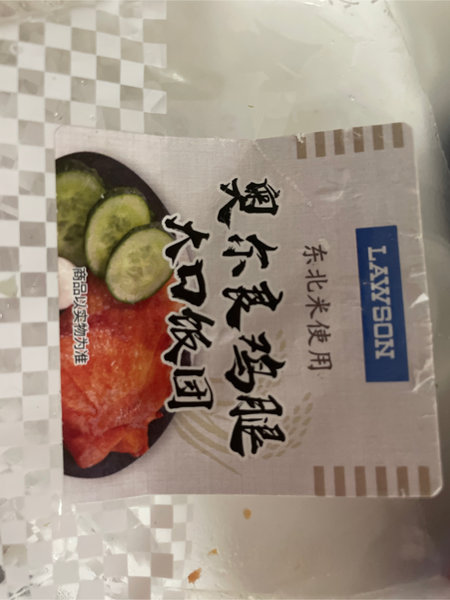 LAWSON
东北米使用
奥尔良鸡腿
大口饭团
商品以实物为准